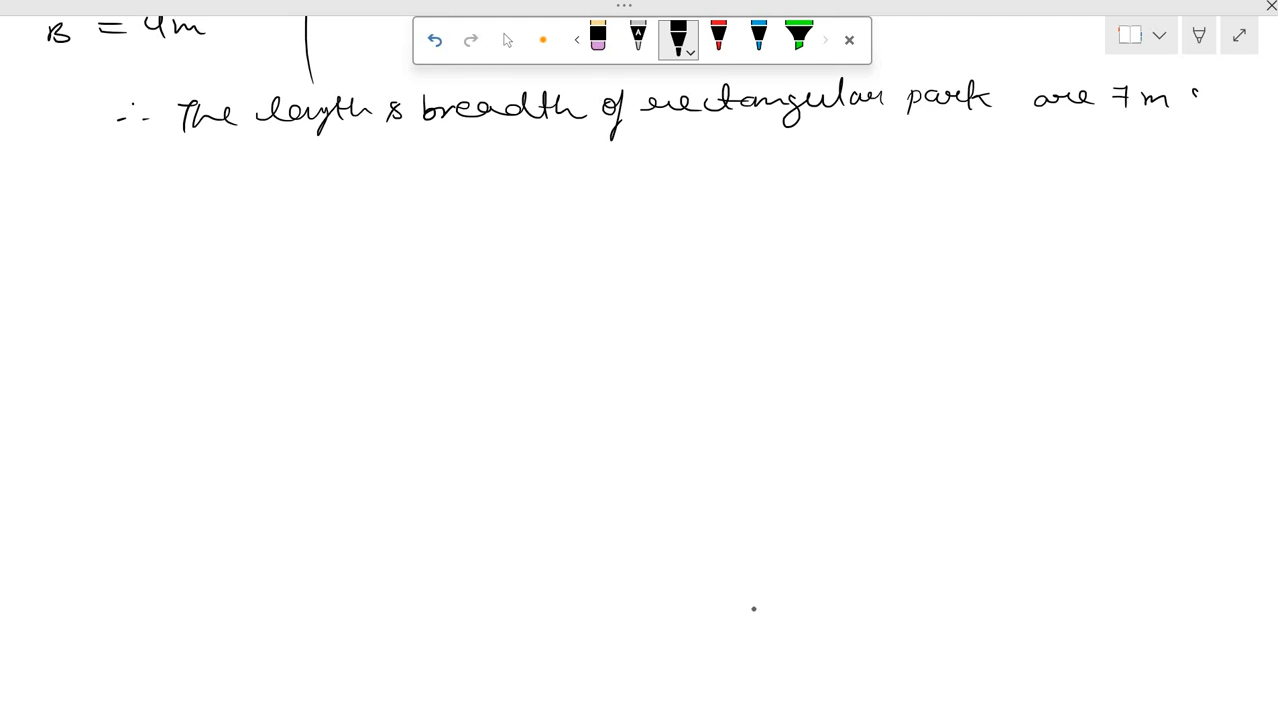 B = 4m
∴ The length & breadth of rectangular park are 7m